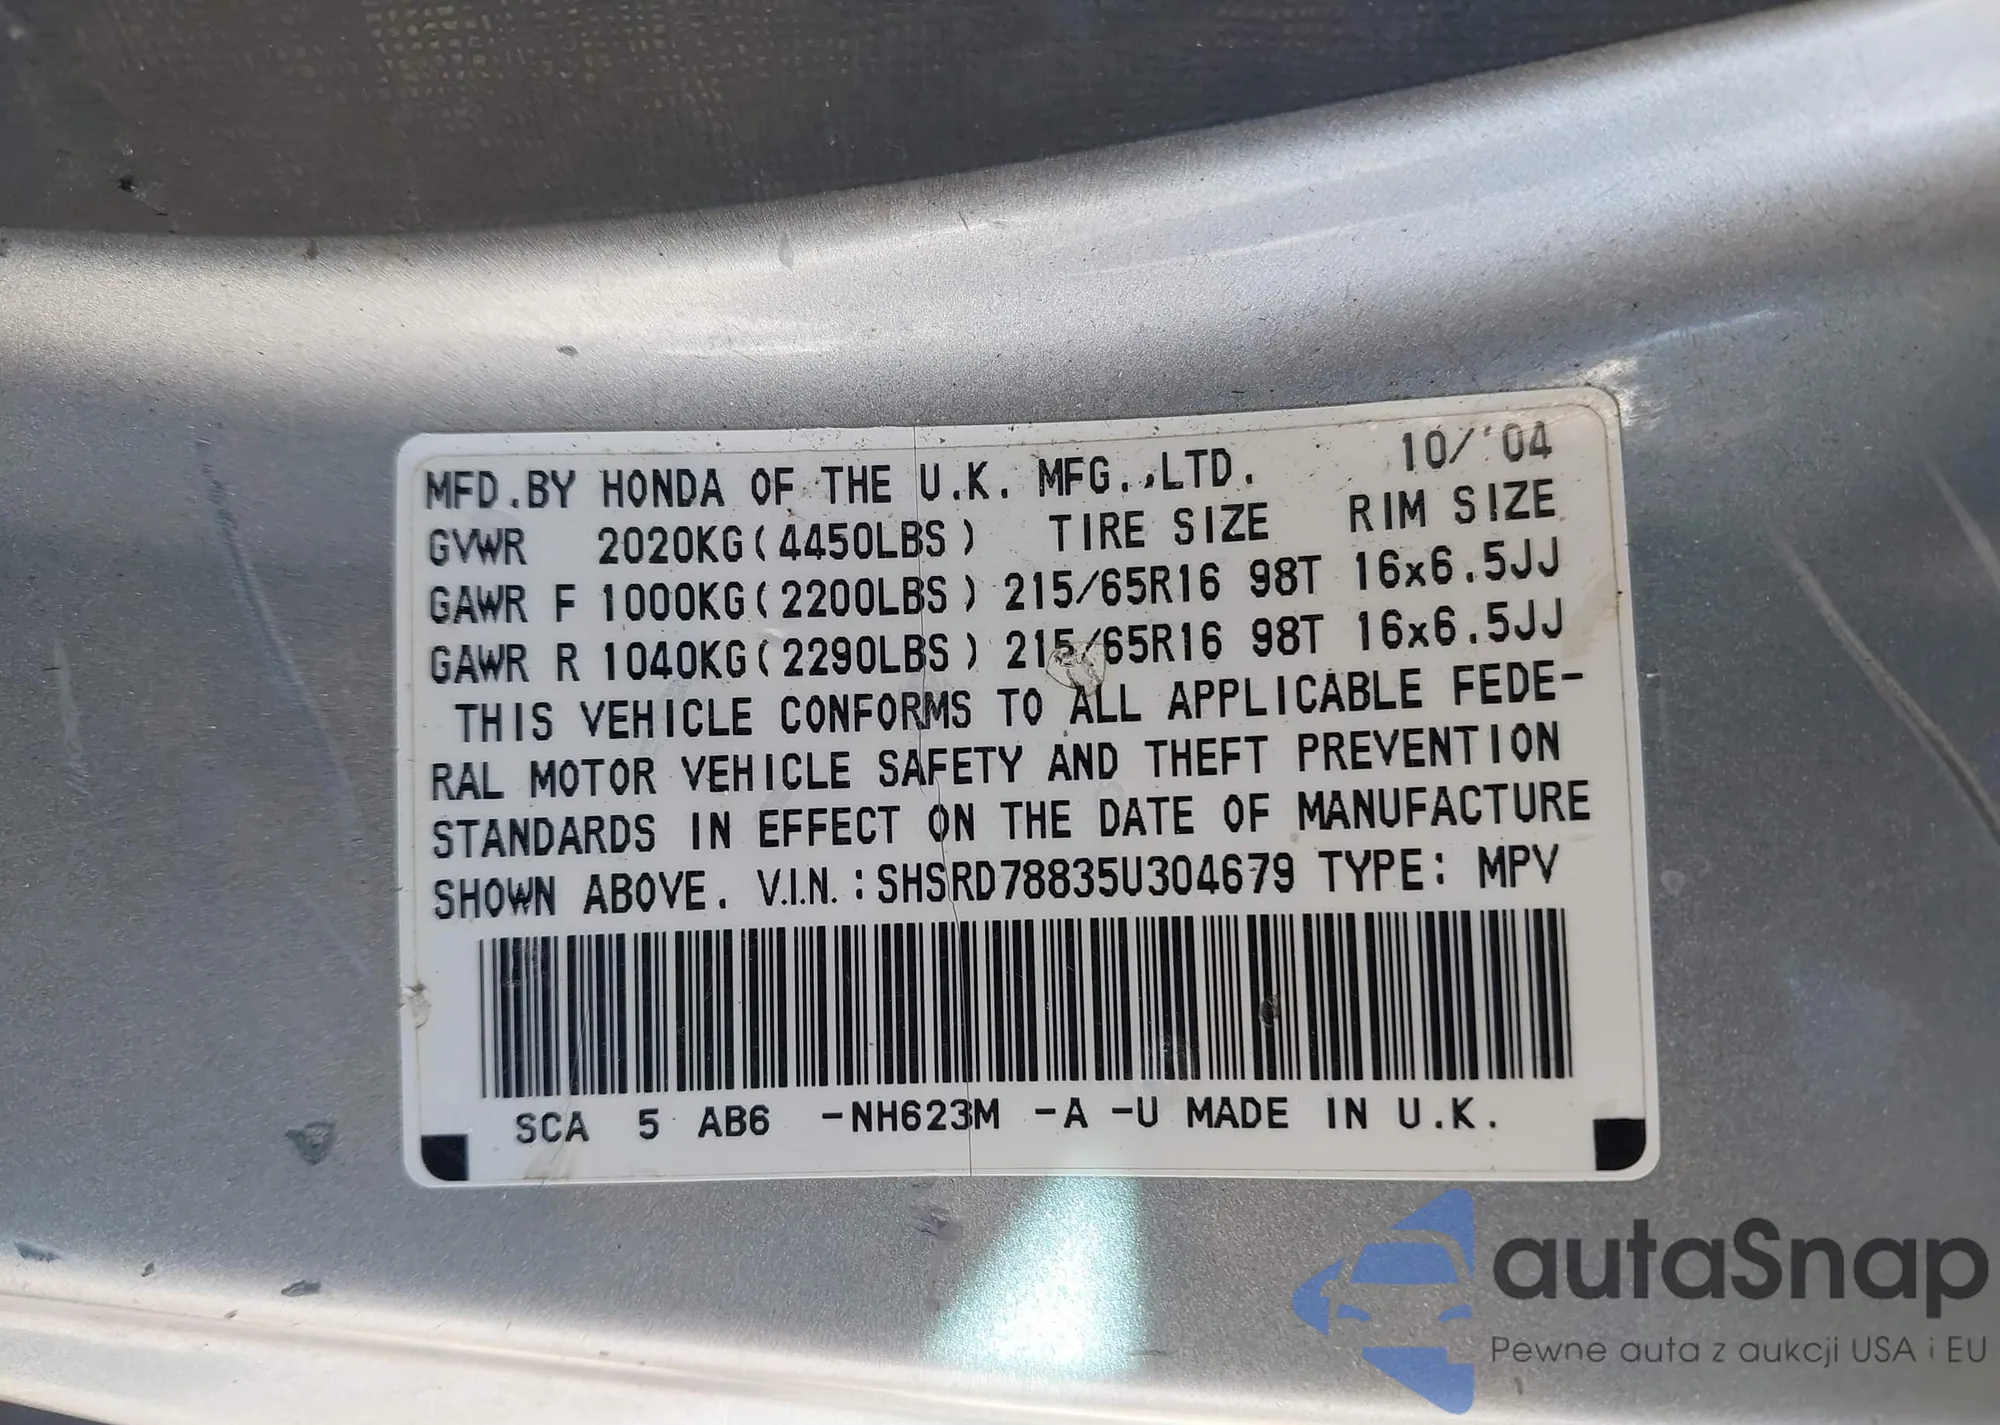 MFD.BY HONDA OF THE U.K. MFG.,LTD. 10/'04
GVWR 2020KG(4450LBS) TIRE SIZE RIM SIZE
GAWR F 1000KG(2200LBS) 215/65R16 98T 16x6.5JJ
GAWR R 1040KG(2290LBS) 215/65R16 98T 16x6.5JJ
THIS VEHICLE CONFORMS TO ALL APPLICABLE FEDE-
RAL MOTOR VEHICLE SAFETY AND THEFT PREVENTION
STANDARDS IN EFFECT ON THE DATE OF MANUFACTURE
SHOWN ABOVE. V.I.N.:SHSRD78835U304679 TYPE: MPV
SCA 5 AB6 -NH623M -A -U MADE IN U.K.
autaSnap
Pewne auta z aukcji USA i EU